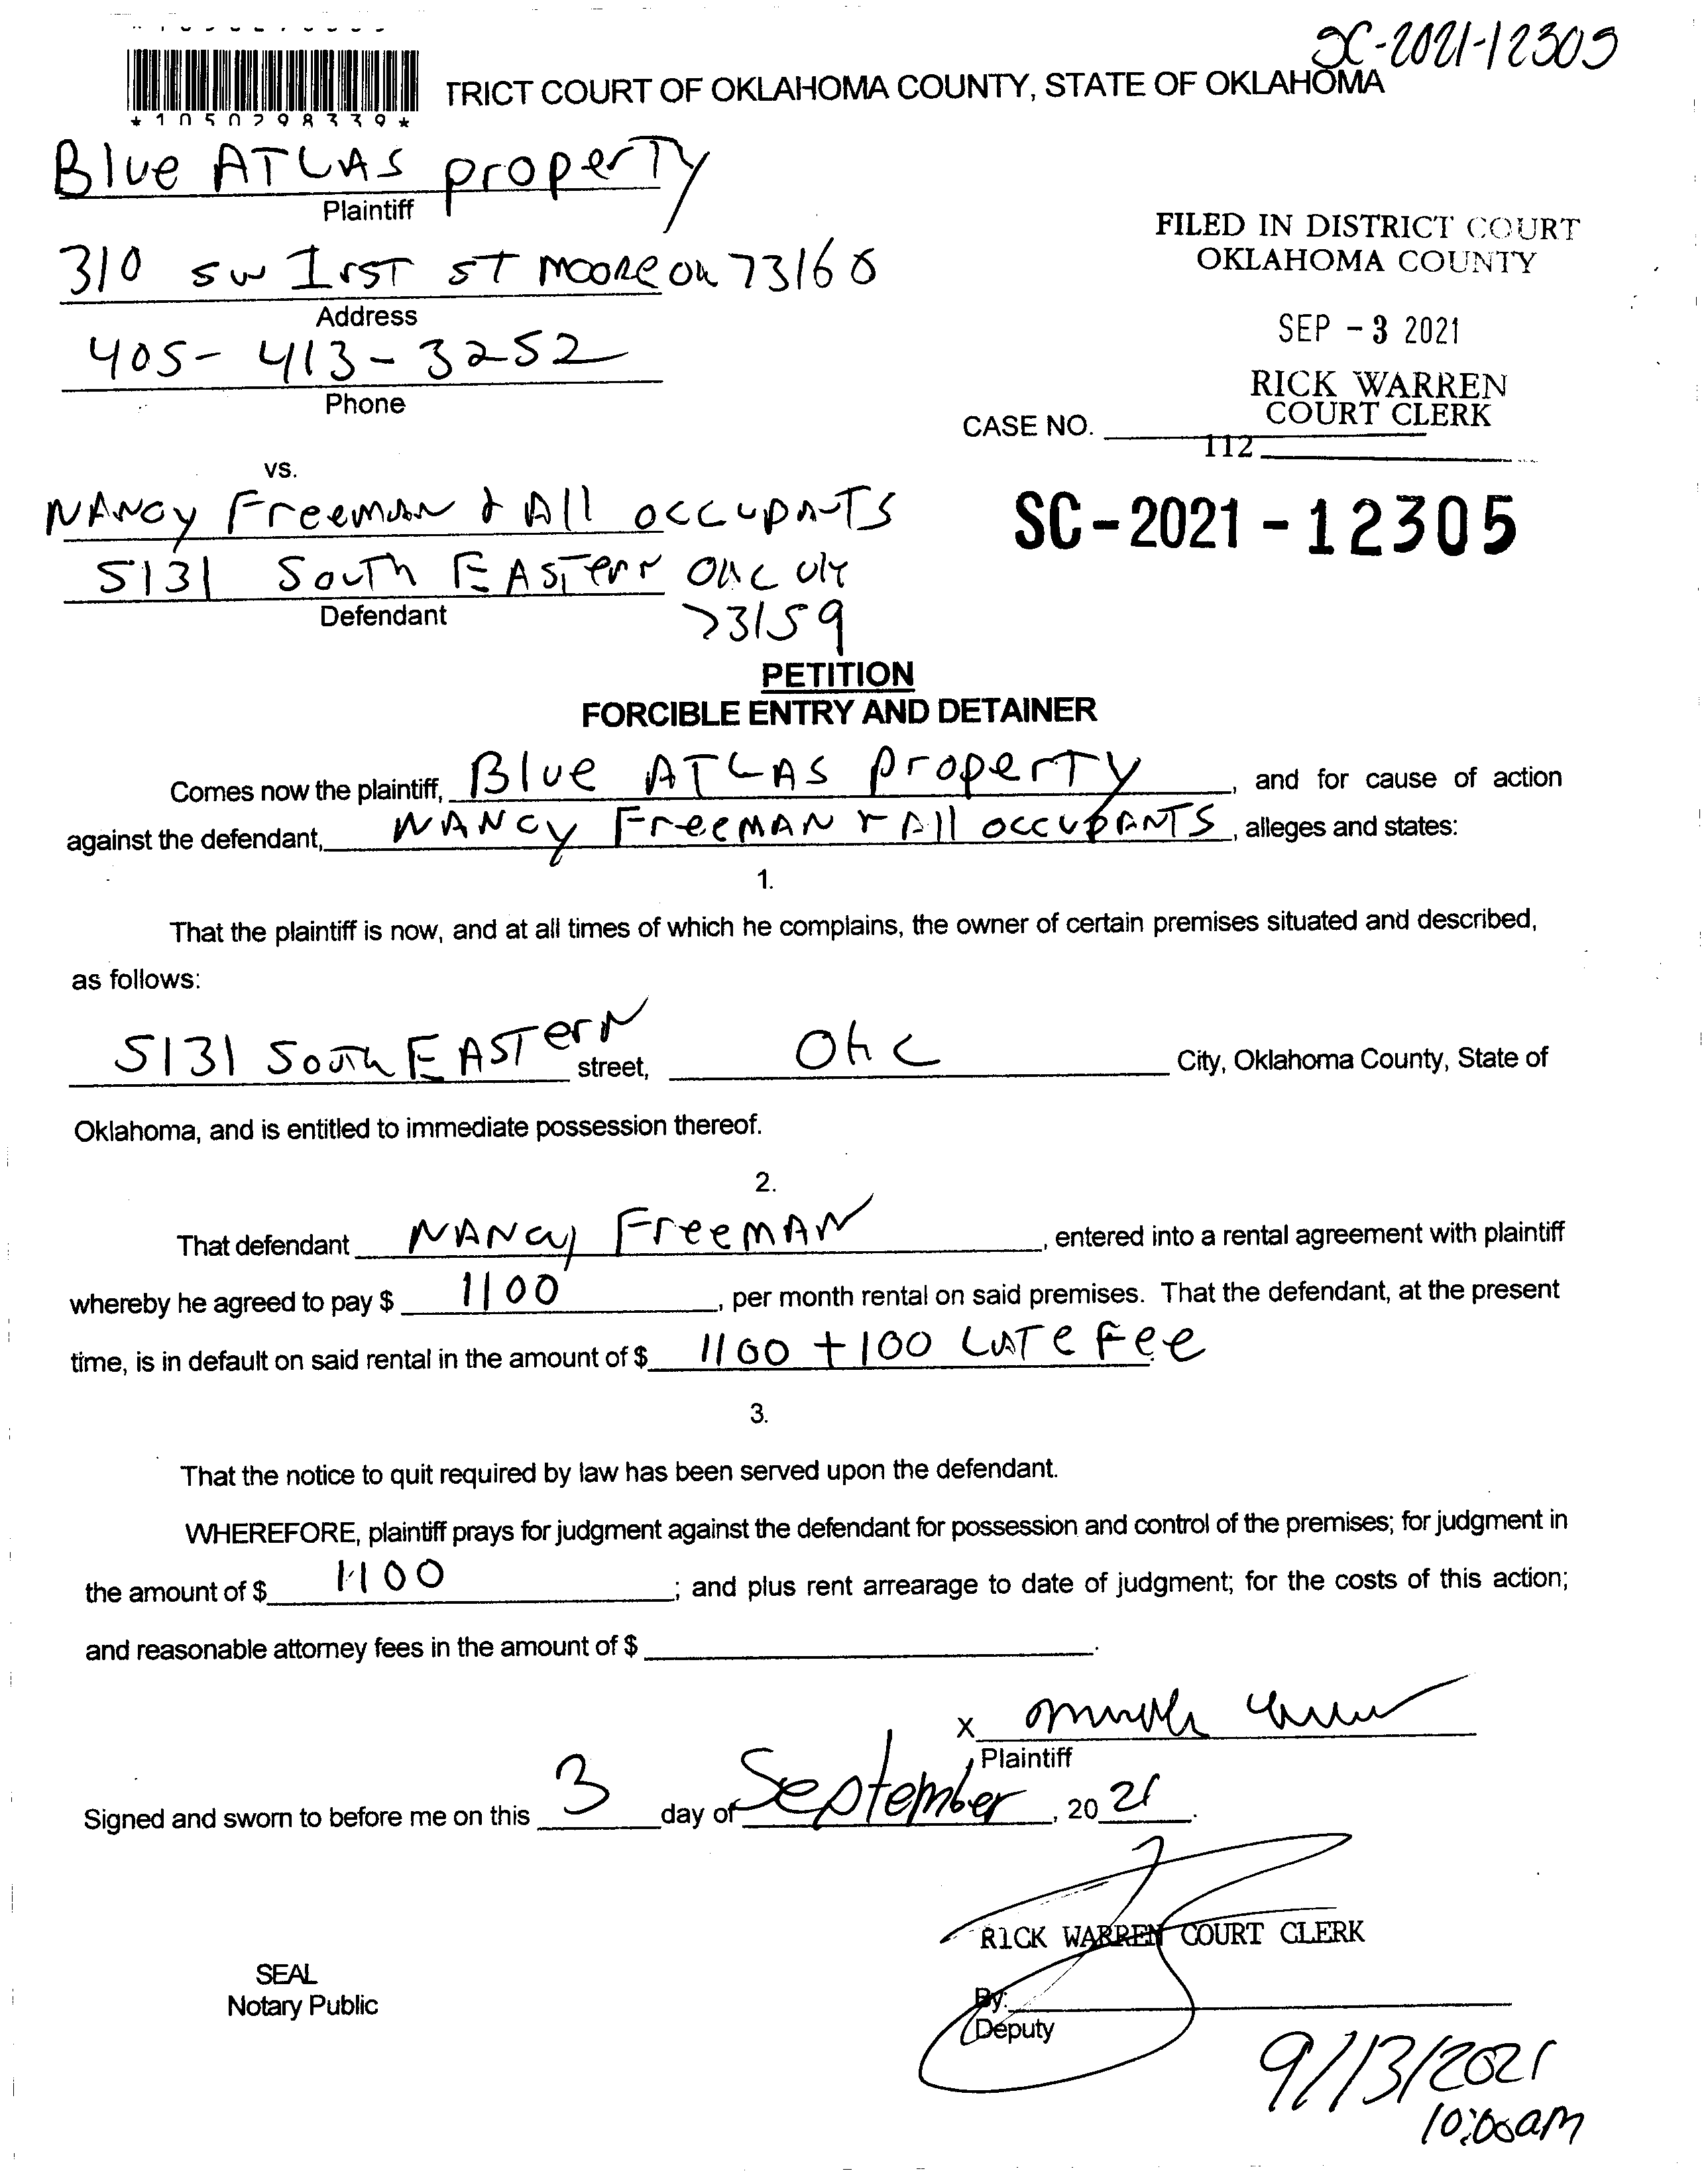 SC-2021-12305
TRICT COURT OF OKLAHOMA COUNTY, STATE OF OKLAHOMA
*1050298339*
Blue ATLAS property
Plaintiff
310 SW 1rst ST MOORE OK 73160
Address
405-413-3252
Phone
FILED IN DISTRICT COURT
OKLAHOMA COUNTY
SEP - 3 2021
RICK WARREN
COURT CLERK
CASE NO.
112
vs.
NANCY Freeman & All occupants
5131 South EASTern OKC OK
73159
Defendant
SC-2021-12305
PETITION
FORCIBLE ENTRY AND DETAINER
Comes now the plaintiff, Blue ATLAS property, and for cause of action
against the defendant, NANCY FreeMAN & All occupANTS, alleges and states:
1.
That the plaintiff is now, and at all times of which he complains, the owner of certain premises situated and described,
as follows:
5131 South EASTern street, OKC City, Oklahoma County, State of
Oklahoma, and is entitled to immediate possession thereof.
2.
That defendant NANCY FreeMAN, entered into a rental agreement with plaintiff
whereby he agreed to pay $ 1100, per month rental on said premises. That the defendant, at the present
time, is in default on said rental in the amount of $ 1100 + 100 LATe Fee
3.
That the notice to quit required by law has been served upon the defendant.
WHEREFORE, plaintiff prays for judgment against the defendant for possession and control of the premises; for judgment in
the amount of $ 1100; and plus rent arrearage to date of judgment; for the costs of this action;
and reasonable attorney fees in the amount of $ .
X
Plaintiff
Signed and sworn to before me on this 3 day of September, 2021.
RICK WARREN COURT CLERK
SEAL
Notary Public
By:
Deputy
9/13/2021
10:00am